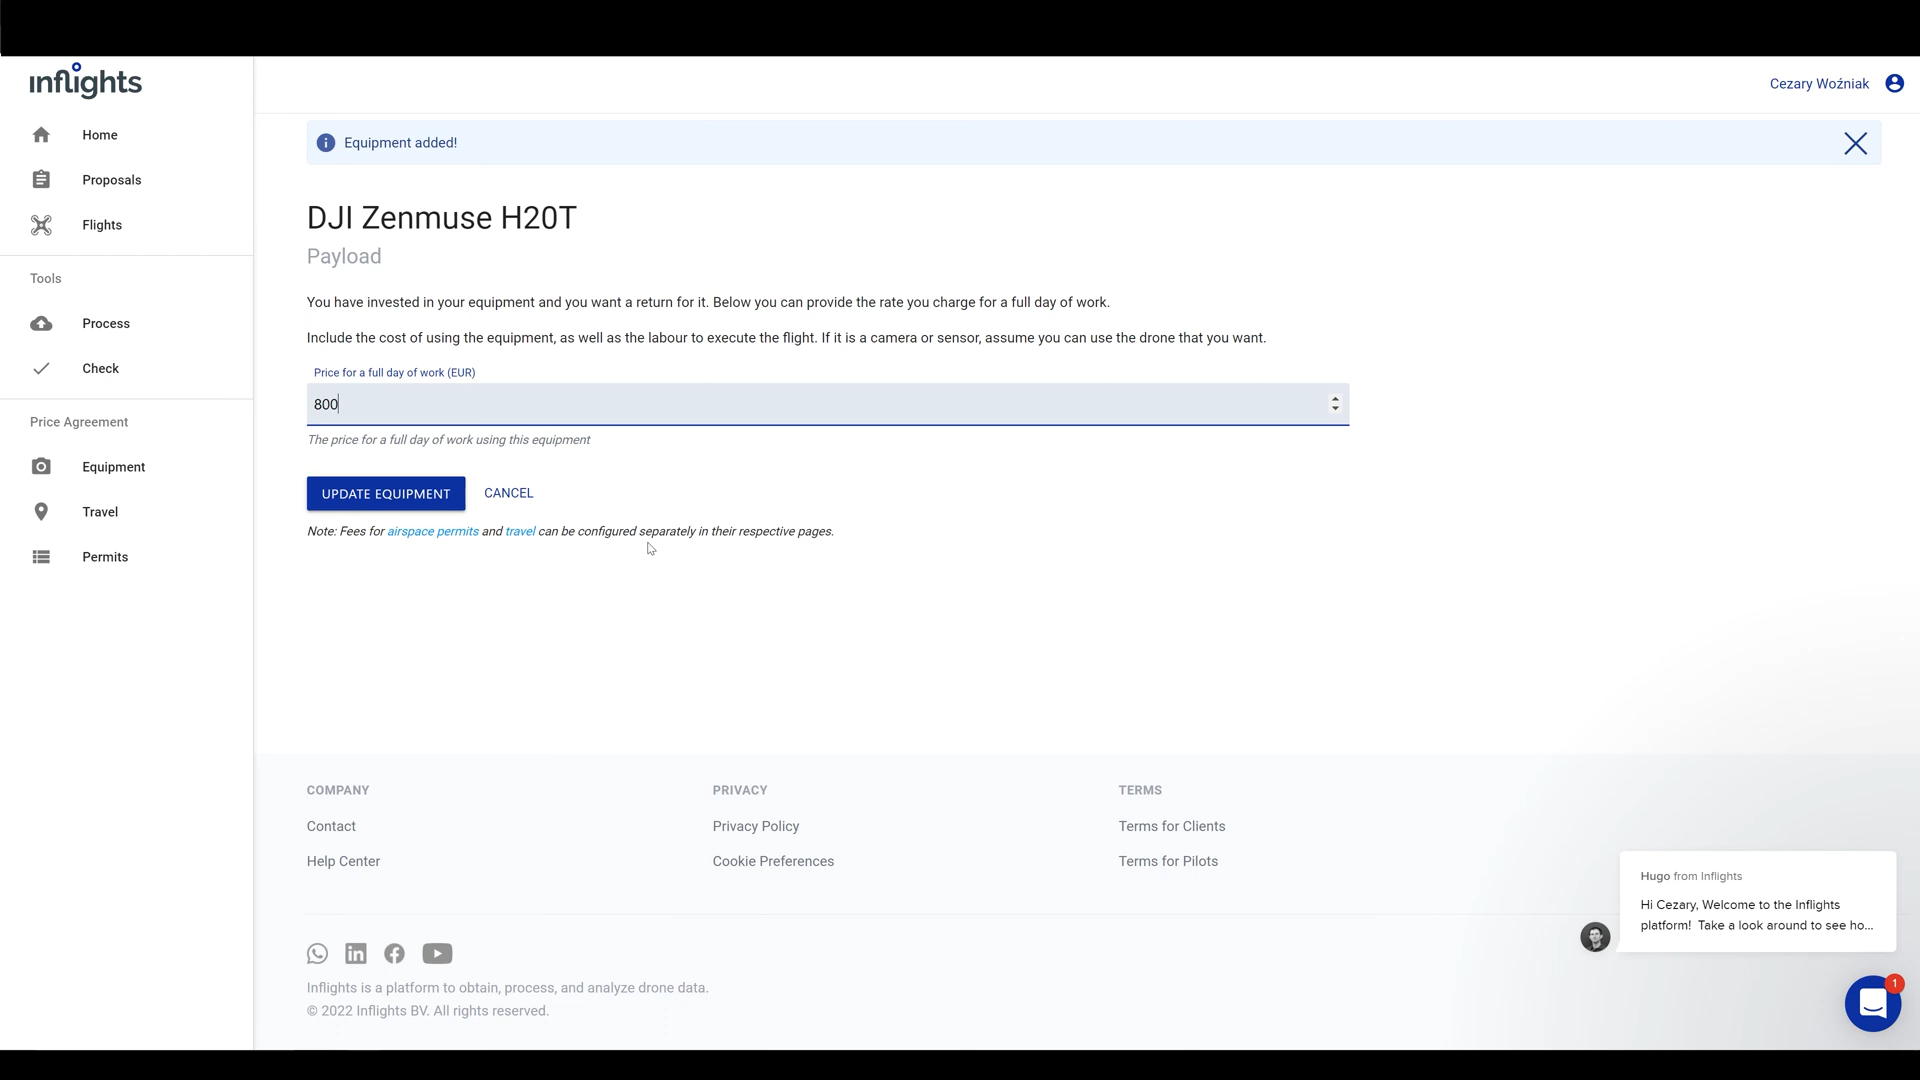 inflights
Cezary Woźniak
Home
Proposals
Flights
Tools
Process
Check
Price Agreement
Equipment
Travel
Permits
Equipment added!
DJI Zenmuse H20T
Payload
You have invested in your equipment and you want a return for it. Below you can provide the rate you charge for a full day of work.
Include the cost of using the equipment, as well as the labour to execute the flight. If it is a camera or sensor, assume you can use the drone that you want.
Price for a full day of work (EUR)
800
The price for a full day of work using this equipment
UPDATE EQUIPMENT CANCEL
Note: Fees for airspace permits and travel can be configured separately in their respective pages.
COMPANY
Contact
Help Center
PRIVACY
Privacy Policy
Cookie Preferences
TERMS
Terms for Clients
Terms for Pilots
Inflights is a platform to obtain, process, and analyze drone data.
© 2022 Inflights BV. All rights reserved.
Hugo from Inflights
Hi Cezary, Welcome to the Inflights
platform! Take a look around to see ho...
1